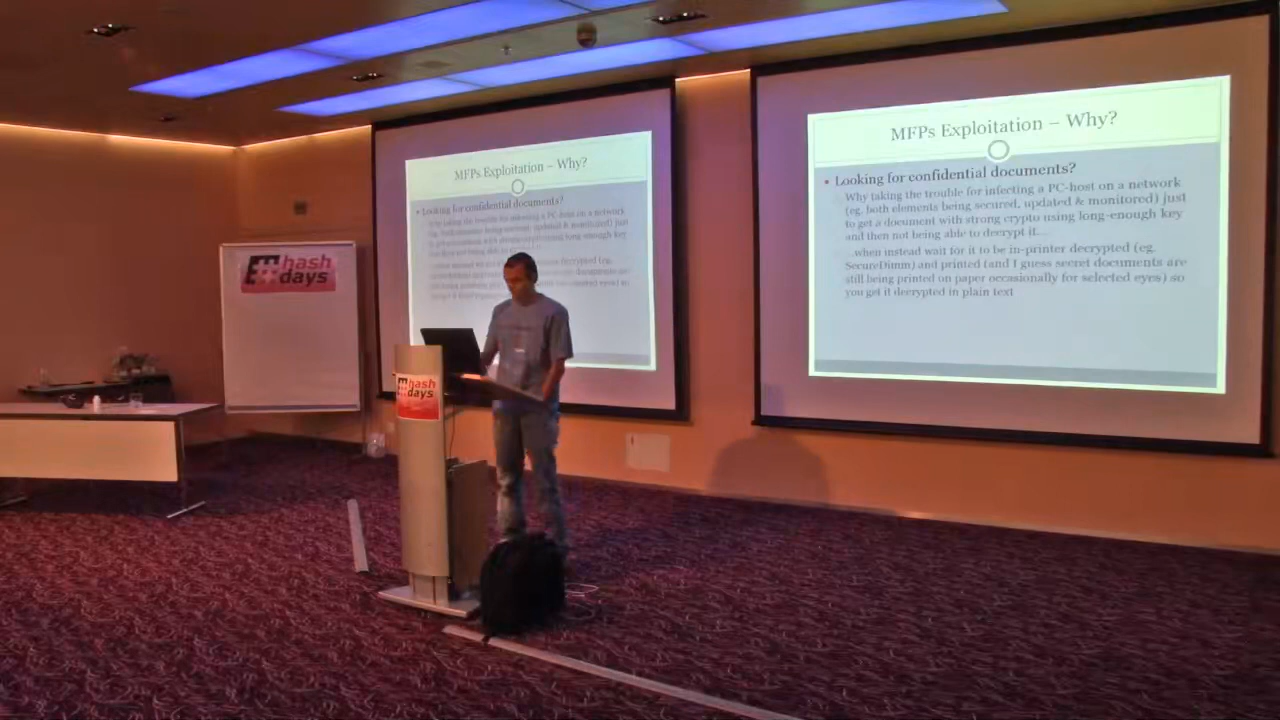 MFPs Exploitation – Why?
Looking for confidential documents?
MFPs Exploitation – Why?
• Looking for confidential documents?
Why taking the trouble for infecting a PC-host on a network
(eg. both elements being secured, updated & monitored) just
to get a document with strong crypto using long-enough key
and then not being able to decrypt it....
...when instead wait for it to be in-printer decrypted (eg.
SecureDimm) and printed (and I guess secret documents are
still being printed on paper occasionally for selected eyes) so
you get it decrypted in plain text
hash
days
hash
days